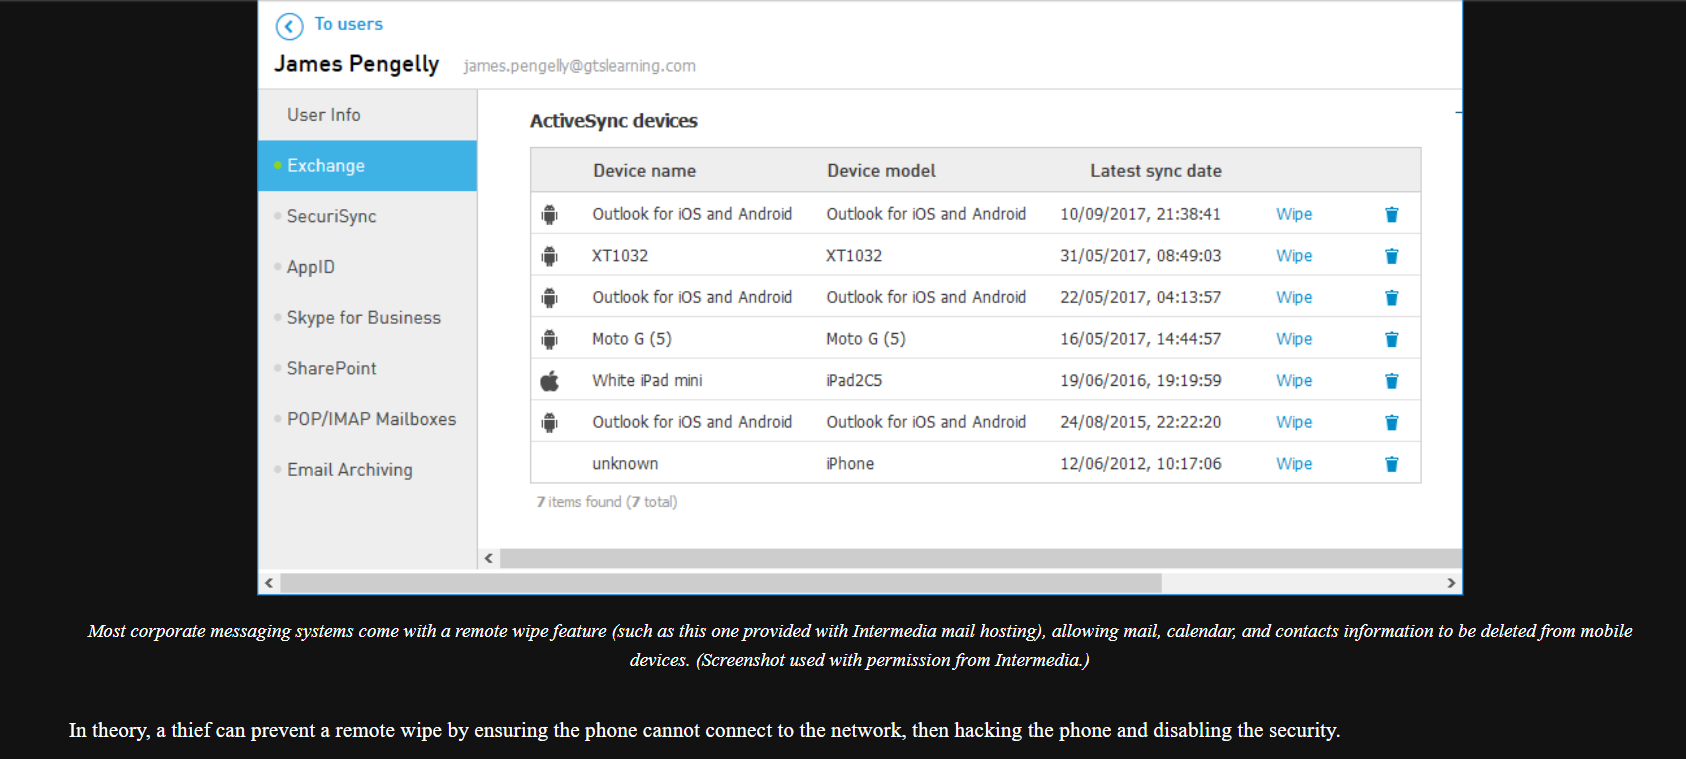 To users
James Pengelly james.pengelly@gtslearning.com
User Info
Exchange
SecuriSync
AppID
Skype for Business
SharePoint
POP/IMAP Mailboxes
Email Archiving
ActiveSync devices
Device name Device model Latest sync date
Outlook for iOS and Android Outlook for iOS and Android 10/09/2017, 21:38:41 Wipe
XT1032 XT1032 31/05/2017, 08:49:03 Wipe
Outlook for iOS and Android Outlook for iOS and Android 22/05/2017, 04:13:57 Wipe
Moto G (5) Moto G (5) 16/05/2017, 14:44:57 Wipe
White iPad mini iPad2C5 19/06/2016, 19:19:59 Wipe
Outlook for iOS and Android Outlook for iOS and Android 24/08/2015, 22:22:20 Wipe
unknown iPhone 12/06/2012, 10:17:06 Wipe
7 items found (7 total)
Most corporate messaging systems come with a remote wipe feature (such as this one provided with Intermedia mail hosting), allowing mail, calendar, and contacts information to be deleted from mobile
devices. (Screenshot used with permission from Intermedia.)
In theory, a thief can prevent a remote wipe by ensuring the phone cannot connect to the network, then hacking the phone and disabling the security.